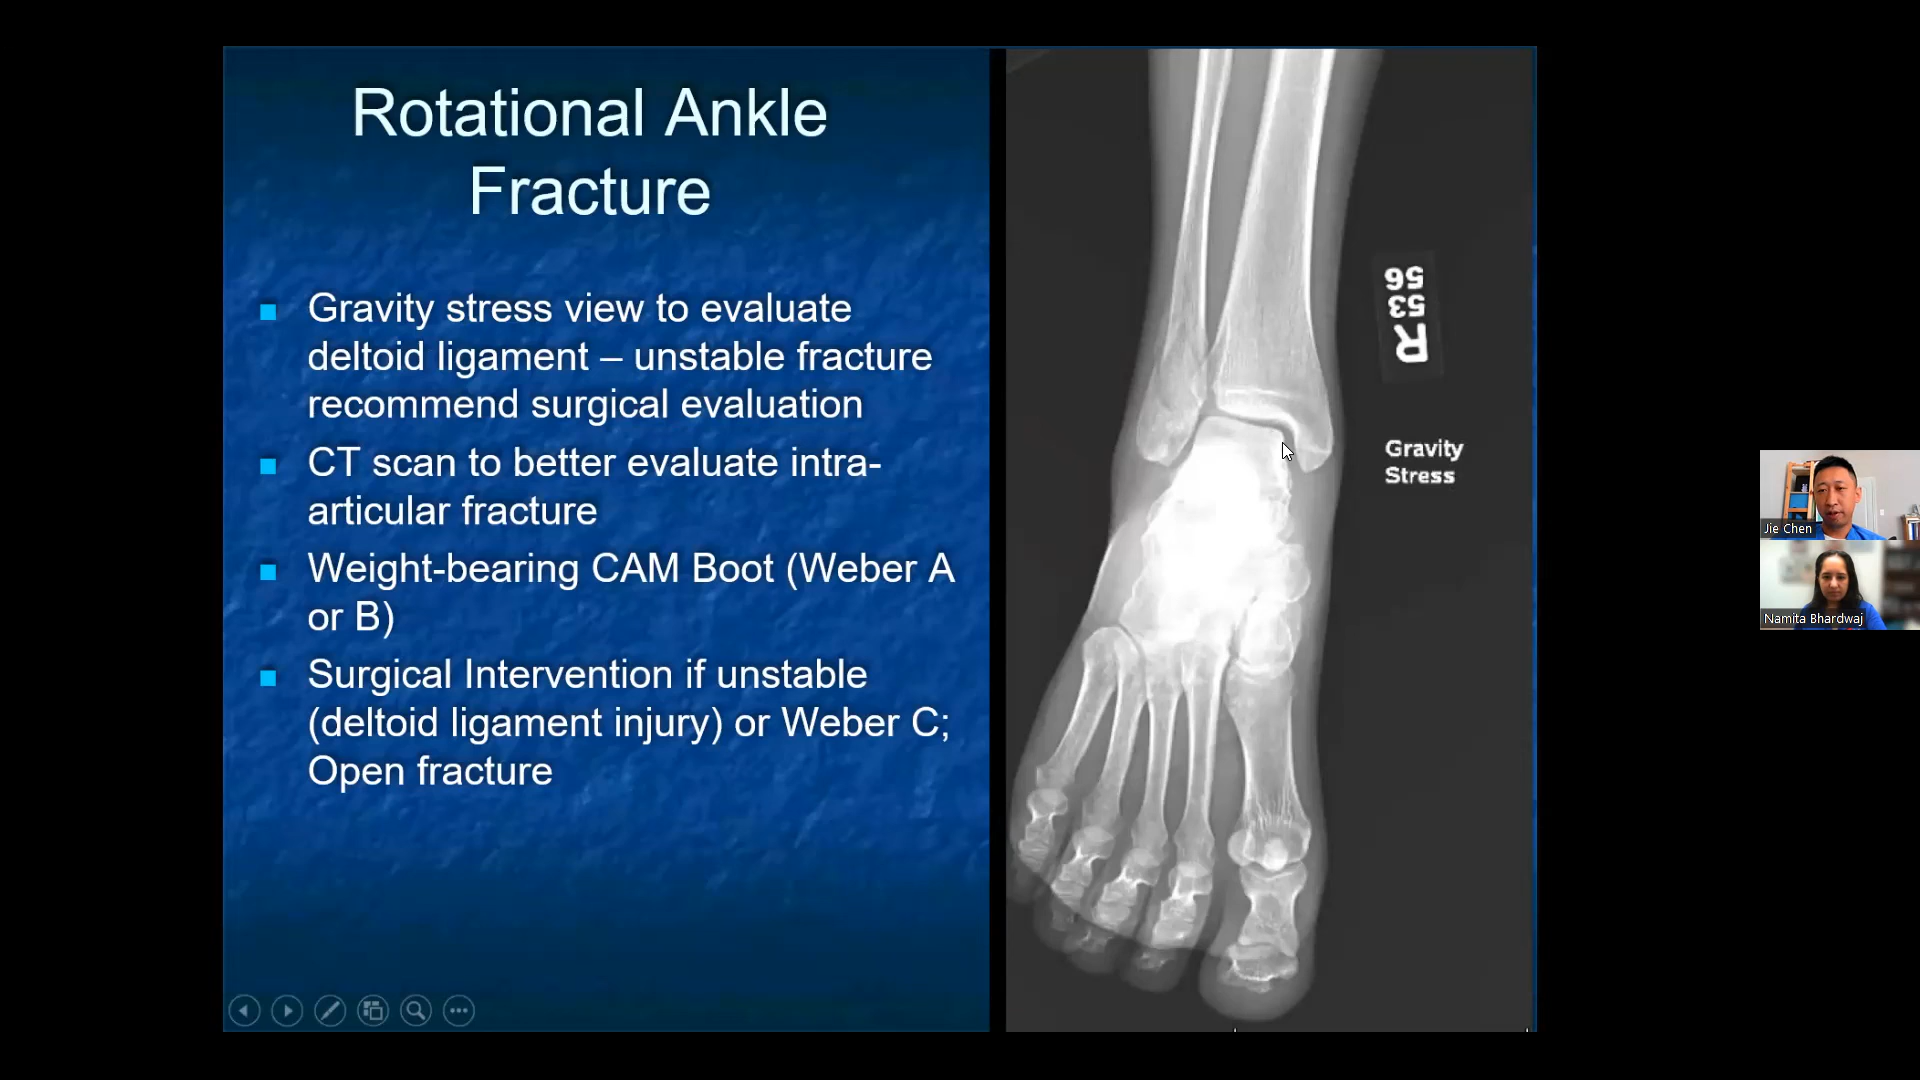 Rotational Ankle
Fracture
Gravity stress view to evaluate
deltoid ligament – unstable fracture
recommend surgical evaluation
CT scan to better evaluate intra-
articular fracture
Weight-bearing CAM Boot (Weber A
or B)
Surgical Intervention if unstable
(deltoid ligament injury) or Weber C;
Open fracture
56
53
R
Gravity
Stress
Jie Chen
Namita Bhardwaj